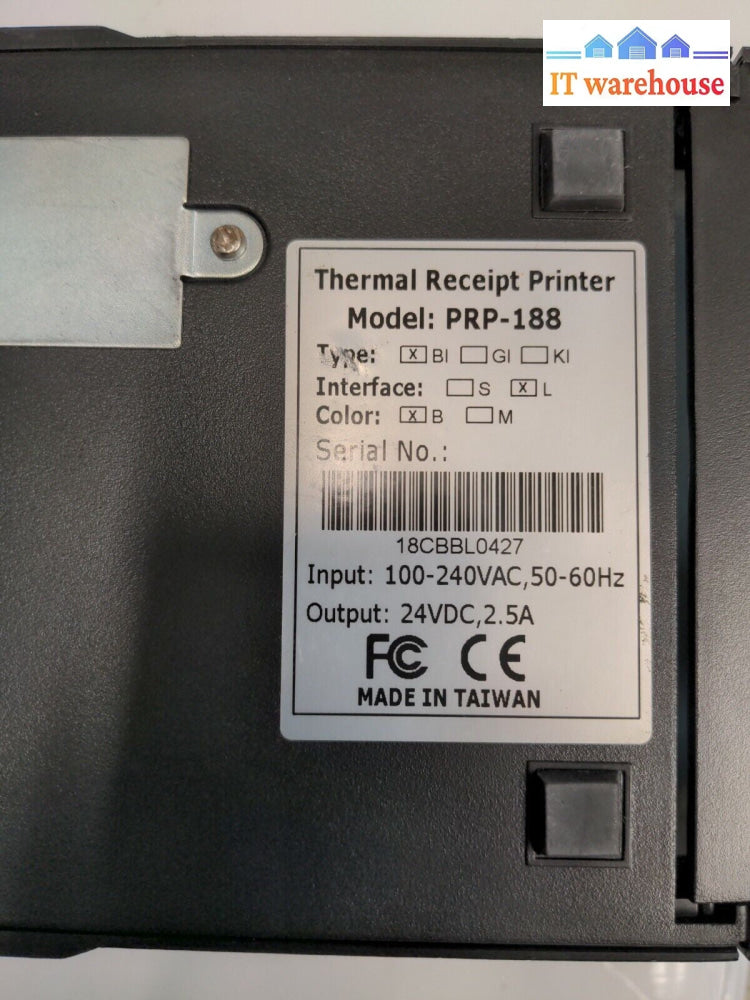 IT warehouse
Thermal Receipt Printer
Model: PRP-188
Type: [X] BI [ ] GI [ ] KI
Interface: [ ] S [X] L
Color: [X] B [ ] M
Serial No.:
18CBBL0427
Input: 100-240VAC,50-60Hz
Output: 24VDC,2.5A
FC CE
MADE IN TAIWAN